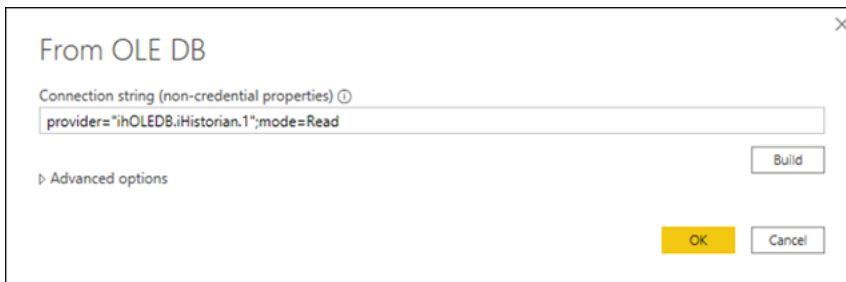 From OLE DB
Connection string (non-credential properties)
provider="ihOLEDB.iHistorian.1";mode=Read
Build
Advanced options
OK Cancel